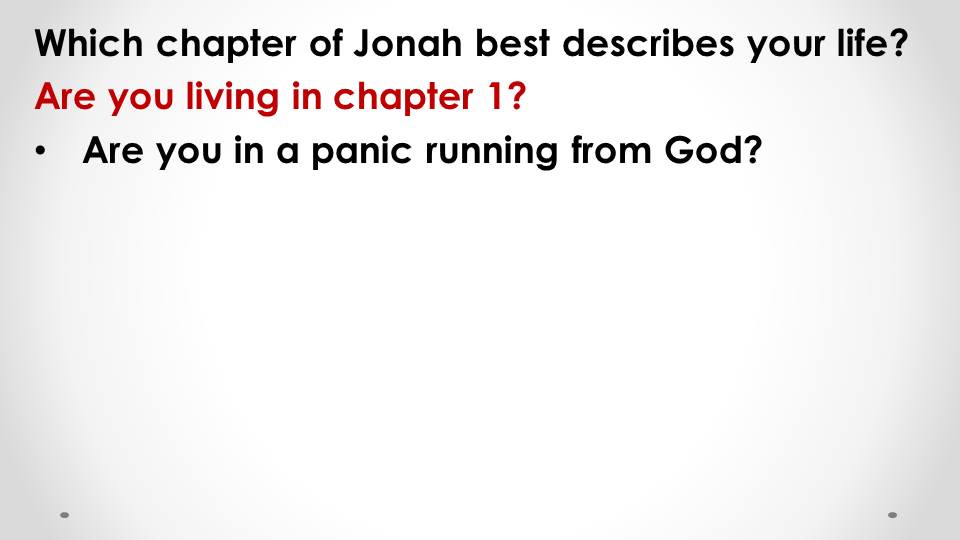 Which chapter of Jonah best describes your life?
Are you living in chapter 1?
• Are you in a panic running from God?